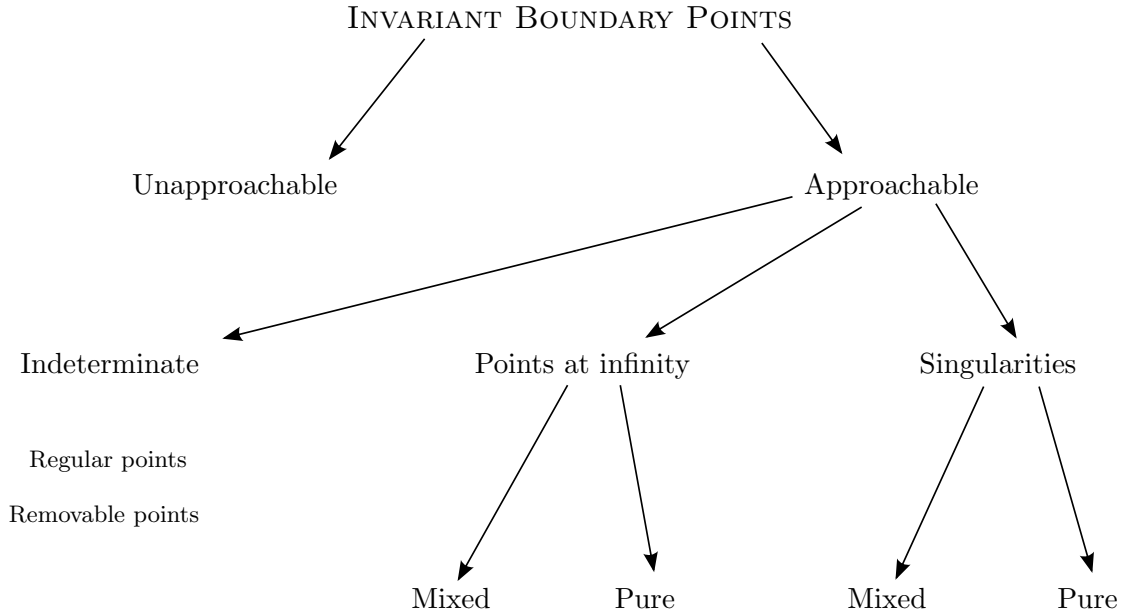 INVARIANT BOUNDARY POINTS
Unapproachable
Approachable
Indeterminate
Points at infinity
Singularities
Regular points
Removable points
Mixed
Pure
Mixed
Pure